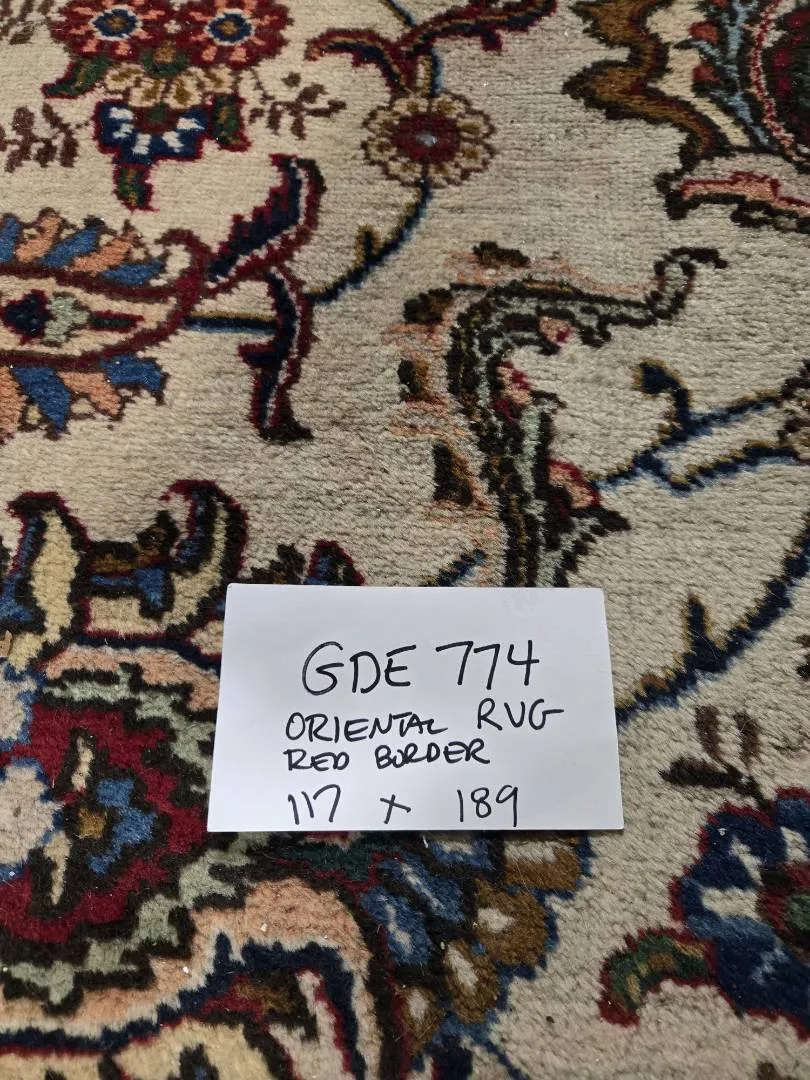 GDE 774
ORIENTAL RUG
RED BORDER
117 x 189